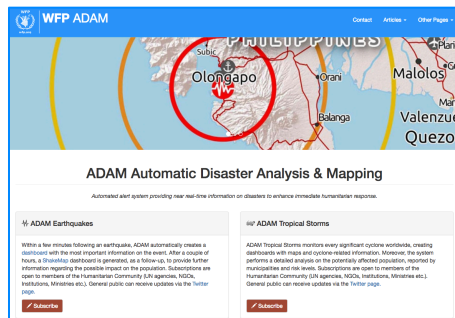 WFP
wfp.org
WFP ADAM
Contact Articles Other Pages
PHILIPPINES
Subic
Plari
Olongapo
Orani
Malolos
Balanga
Valenzue
Quezo
ADAM Automatic Disaster Analysis & Mapping
Automated alert system providing near real-time information on disasters to enhance immediate humanitarian response.
ADAM Earthquakes
Within a few minutes following an earthquake, ADAM automatically creates a
dashboard with the most important information on the event. After a couple of
hours, a ShakeMap dashboard is generated, as a follow-up, to provide further
information regarding the possible impact on the population. Subscriptions are
open to members of the Humanitarian Community (UN agencies, NGOs,
Institutions, Ministries etc.). General public can receive updates via the Twitter
page.
Subscribe
ADAM Tropical Storms
ADAM Tropical Storms monitors every significant cyclone worldwide, creating
dashboards with maps and cyclone-related information. Moreover, the system
performs a detailed analysis on the potentially affected population, reported by
municipalities and risk levels. Subscriptions are open to members of the
Humanitarian Community (UN agencies, NGOs, Institutions, Ministries etc.).
General public can receive updates via the Twitter page.
Subscribe